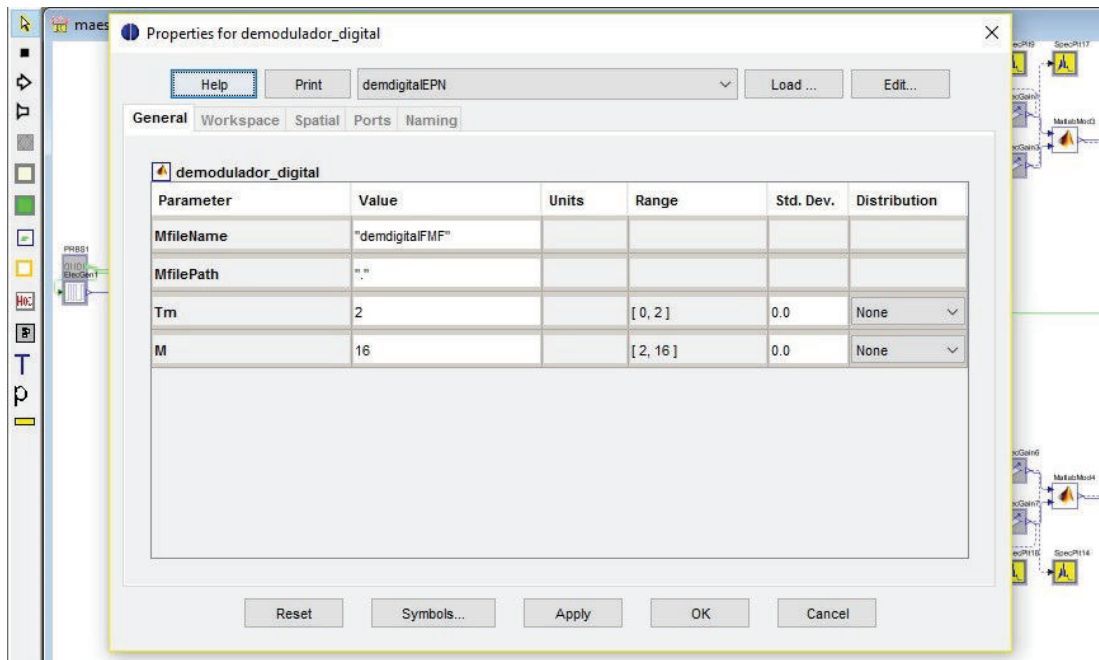 maes
Properties for demodulador_digital
Help Print demdigitalEPN Load ... Edit...
General Workspace Spatial Ports Naming
demodulador_digital
Parameter Value Units Range Std. Dev. Distribution
MfileName "demdigitalFMF"
MfilePath "."
Tm 2 [ 0, 2 ] 0.0 None
M 16 [ 2, 16 ] 0.0 None
Reset Symbols... Apply OK Cancel
T
p
PRBS1
ElecGen1
SpecPlt17
MatlabMod3
MatlabMod4
SpecPlt14